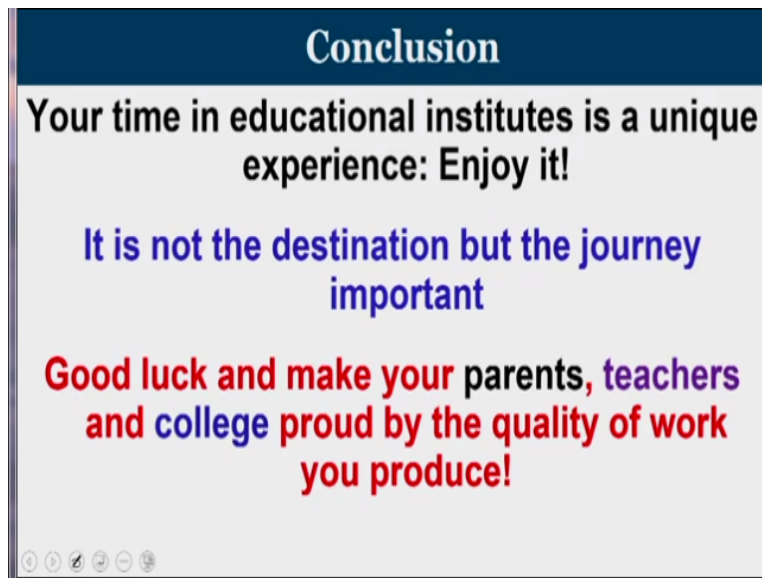 Conclusion
Your time in educational institutes is a unique
experience: Enjoy it!
It is not the destination but the journey
important
Good luck and make your parents, teachers
and college proud by the quality of work
you produce!